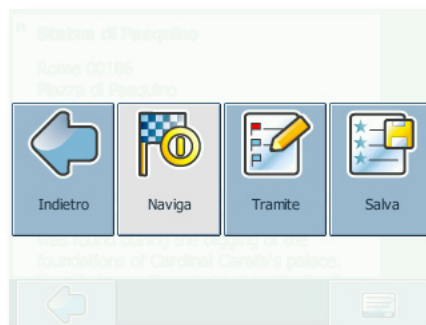 Statua di Pasquino
Rome 00186
Piazza di Pasquino
Indietro Naviga Tramite Salva
was found during the digging of the
foundations of Cardinal Carafa's palace.